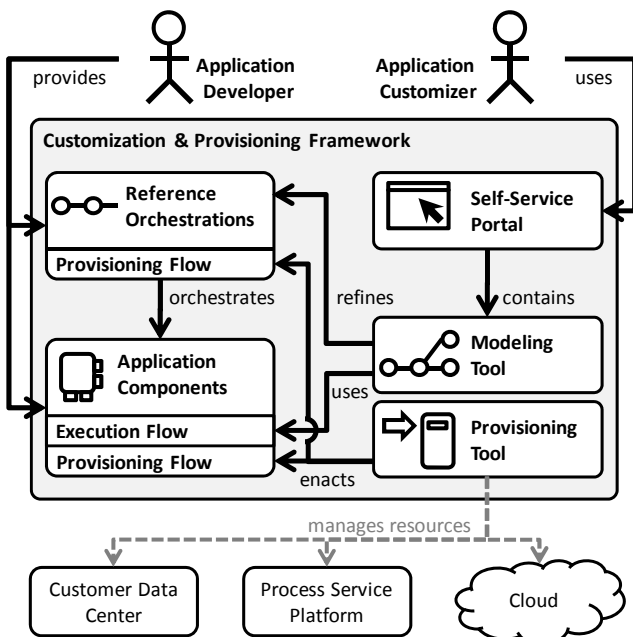 provides
Application
Developer
Application
Customizer
uses
Customization & Provisioning Framework
Reference
Orchestrations
Provisioning Flow
Self-Service
Portal
orchestrates
refines
contains
Application
Components
Execution Flow
Provisioning Flow
uses
Modeling
Tool
Provisioning
Tool
enacts
manages resources
Customer Data
Center
Process Service
Platform
Cloud